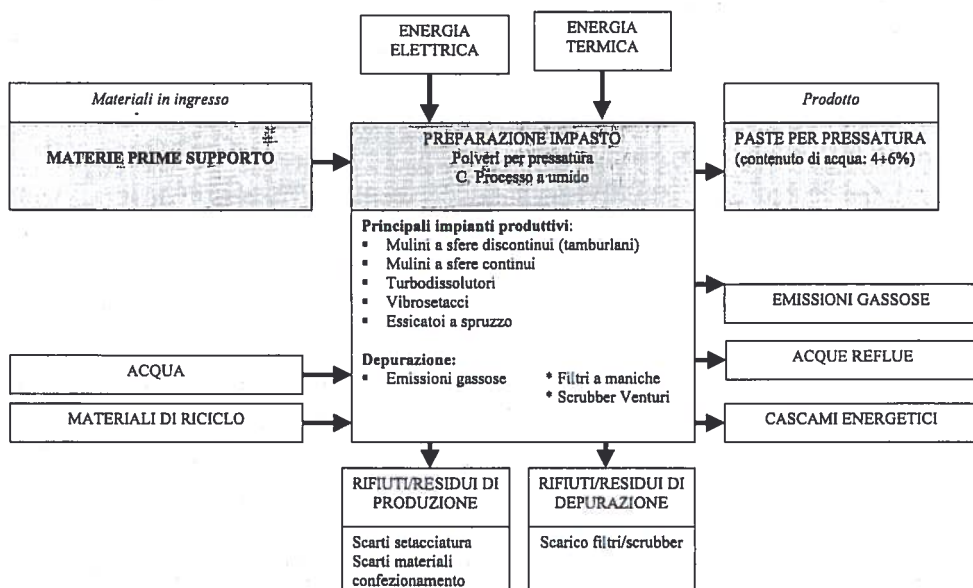 ENERGIA
ELETTRICA
ENERGIA
TERMICA
Materiali in ingresso
MATERIE PRIME SUPPORTO
PREPARAZIONE IMPASTO
Polveri per pressatura
C. Processo a umido
Prodotto
PASTE PER PRESSATURA
(contenuto di acqua: 4+6%)
Principali impianti produttivi:
▪ Mulini a sfere discontinui (tamburlani)
▪ Mulini a sfere continui
▪ Turbodissolutori
▪ Vibrosetacci
▪ Essicatoi a spruzzo
Depurazione:
▪ Emissioni gassose * Filtri a maniche
* Scrubber Venturi
ACQUA
MATERIALI DI RICICLO
EMISSIONI GASSOSE
ACQUE REFLUE
CASCAMI ENERGETICI
RIFIUTI/RESIDUI DI
PRODUZIONE
Scarti setacciatura
Scarti materiali
confezionamento
RIFIUTI/RESIDUI DI
DEPURAZIONE
Scarico filtri/scrubber